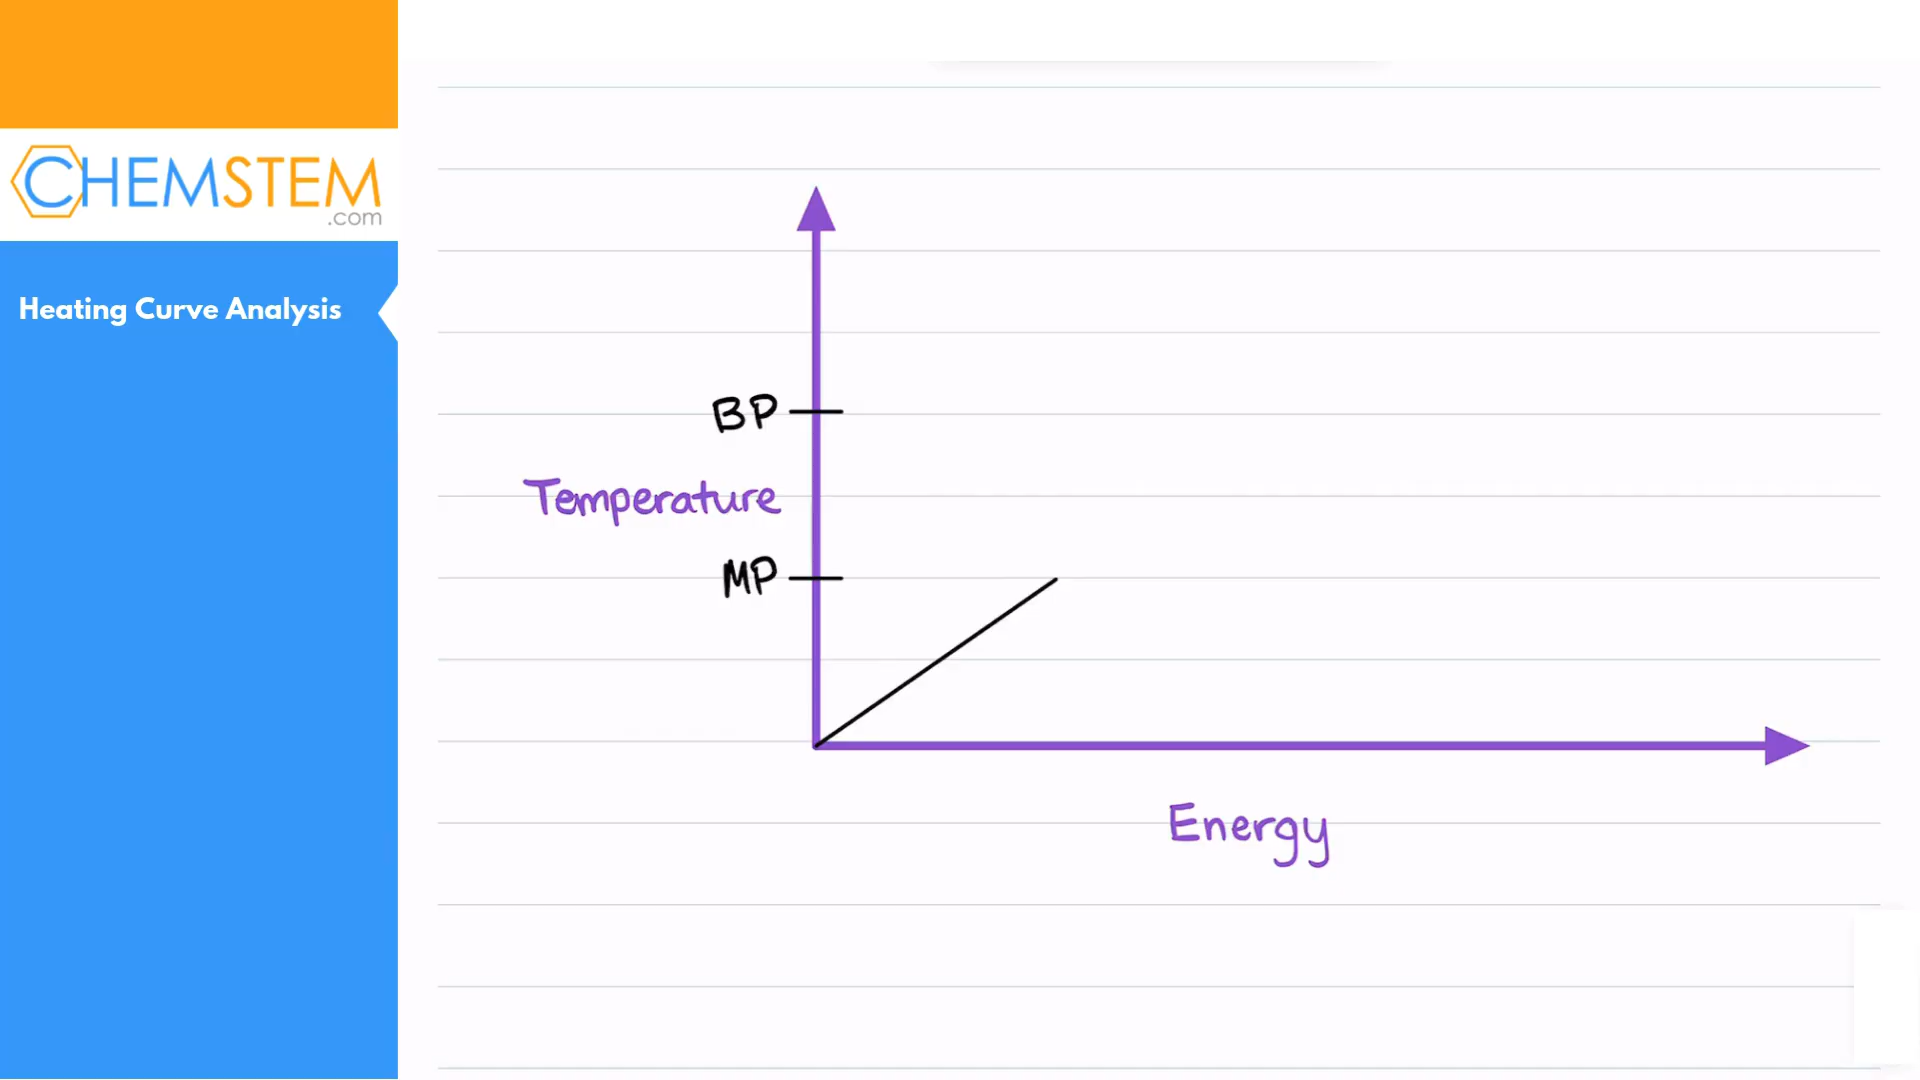 CHEMSTEM
.com
Heating Curve Analysis
BP
Temperature
MP
Energy